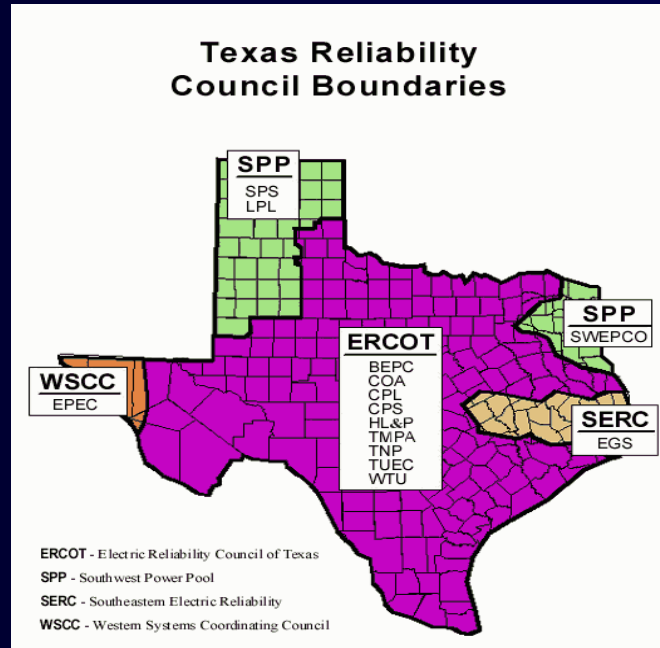 Texas Reliability
Council Boundaries
SPP
SPS
LPL
SPP
SWEPCO
ERCOT
BEPC
COA
CPL
CPS
HL&P
TMPA
TNP
TUEC
WTU
WSCC
EPEC
SERC
EGS
ERCOT - Electric Reliability Council of Texas
SPP - Southwest Power Pool
SERC - Southeastern Electric Reliability
WSCC - Western Systems Coordinating Council